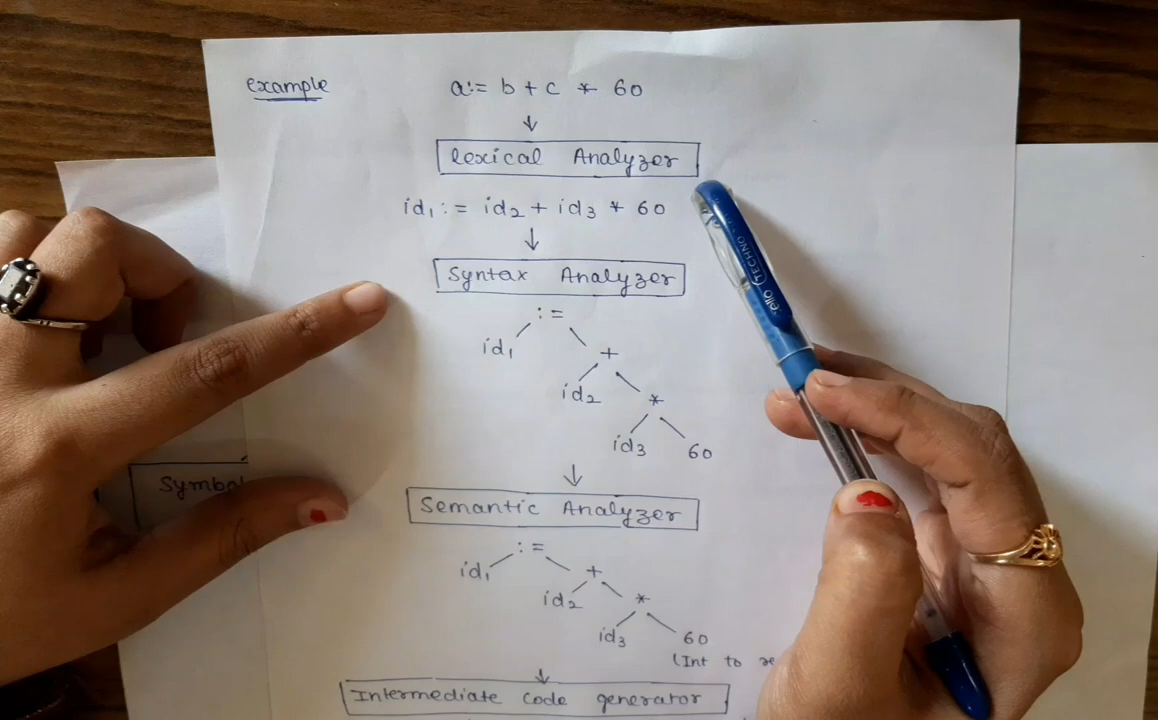 example
a:= b + c * 60
↓
Lexical Analyzer
id₁ := id₂ + id₃ * 60
↓
Syntax Analyzer
:=
id₁
+
id₂
*
id₃ 60
↓
Semantic Analyzer
:=
id₁ +
id₂ *
id₃ 60
(Int to
↓
Intermediate Code generator
TECHNO